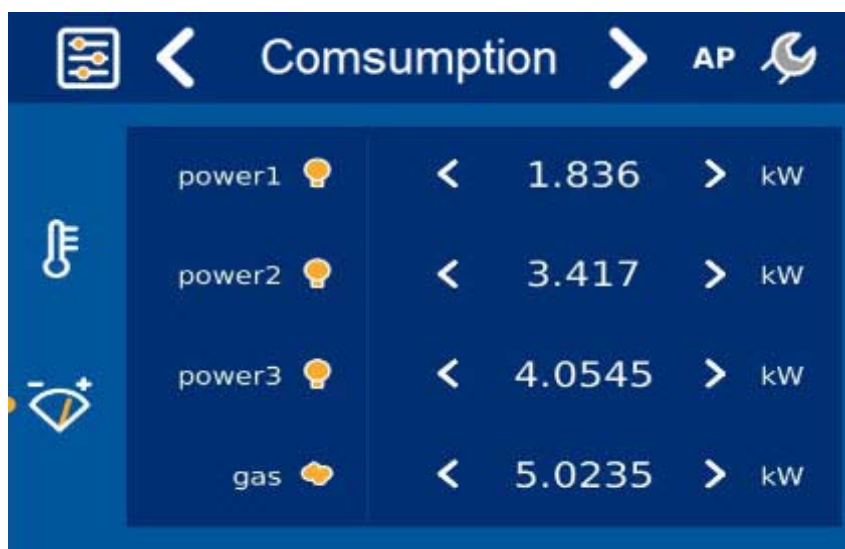 Comsumption AP
power1 1.836 kW
power2 3.417 kW
power3 4.0545 kW
gas 5.0235 kW